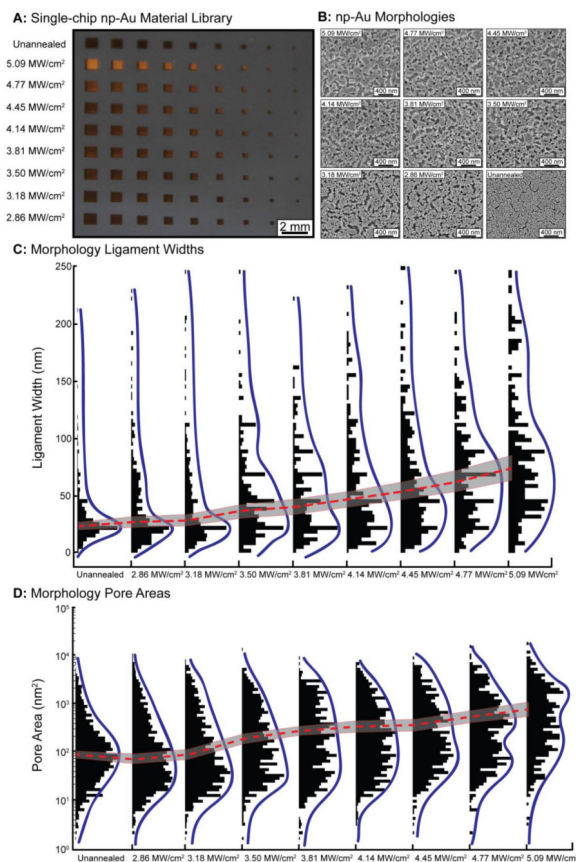 A: Single-chip np-Au Material Library
Unannealed
5.09 MW/cm²
4.77 MW/cm²
4.45 MW/cm²
4.14 MW/cm²
3.81 MW/cm²
3.50 MW/cm²
3.18 MW/cm²
2.86 MW/cm²
2 mm
B: np-Au Morphologies
5.09 MW/cm² 4.77 MW/cm² 4.45 MW/cm²
400 nm 400 nm 400 nm
4.14 MW/cm² 3.81 MW/cm² 3.50 MW/cm²
400 nm 400 nm 400 nm
3.18 MW/cm² 2.86 MW/cm² Unannealed
400 nm 400 nm 400 nm
C: Morphology Ligament Widths
Ligament Width (nm)
250
200
150
100
50
0
Unannealed 2.86 MW/cm² 3.18 MW/cm² 3.50 MW/cm² 3.81 MW/cm² 4.14 MW/cm² 4.45 MW/cm² 4.77 MW/cm² 5.09 MW/cm²
D: Morphology Pore Areas
Pore Area (nm²)
10⁵
10⁴
10³
10²
10¹
10⁰
Unannealed 2.86 MW/cm² 3.18 MW/cm² 3.50 MW/cm² 3.81 MW/cm² 4.14 MW/cm² 4.45 MW/cm² 4.77 MW/cm² 5.09 MW/cm